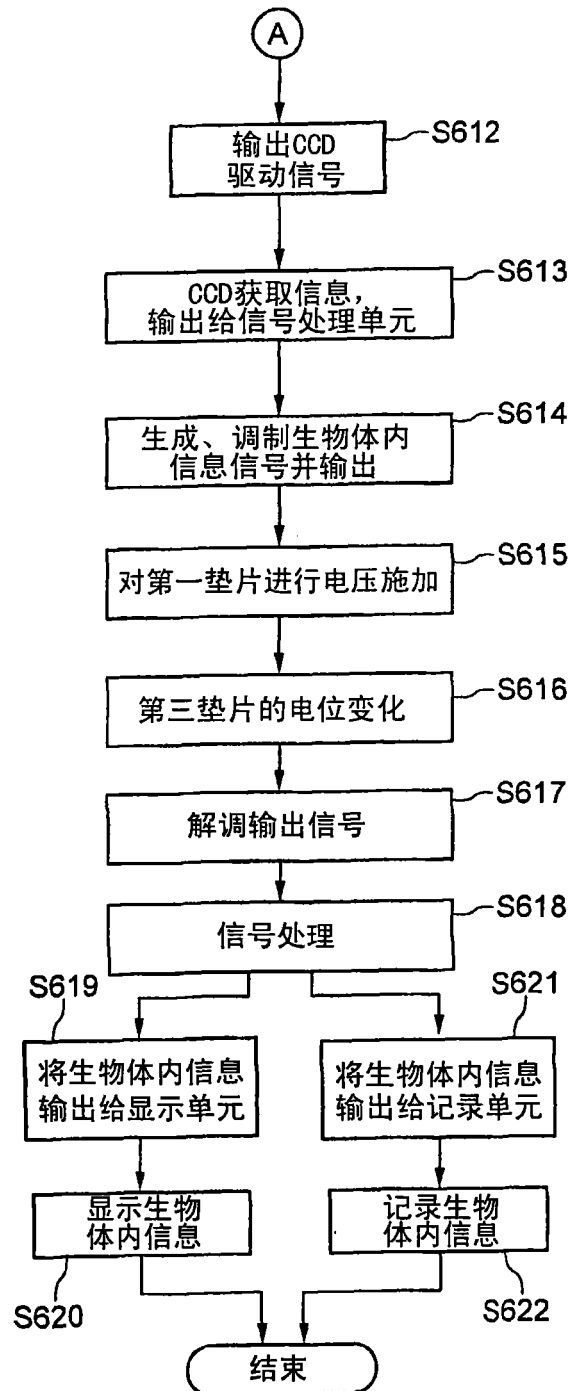 A
输出CCD
驱动信号
S612
CCD获取信息，
输出给信号处理单元
S613
生成、调制生物体内
信息信号并输出
S614
对第一垫片进行电压施加
S615
第三垫片的电位变化
S616
解调输出信号
S617
信号处理
S618
S619
将生物体内信息
输出给显示单元
S621
将生物体内信息
输出给记录单元
显示生物
体内信息
S620
记录生物
体内信息
S622
结束